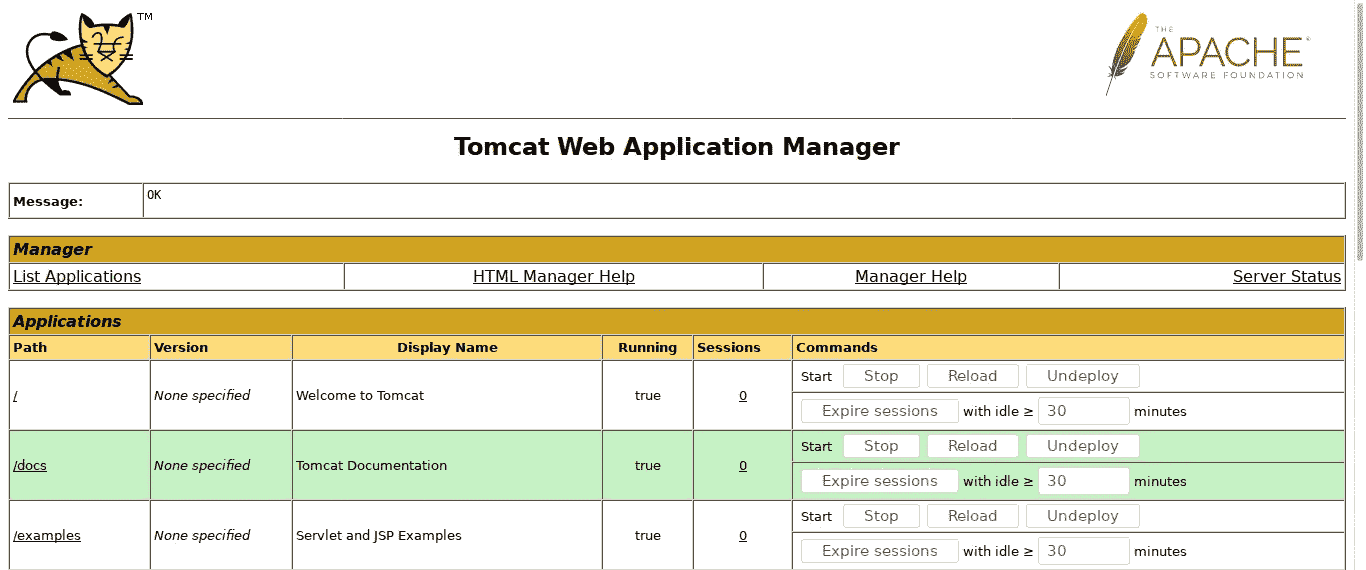 TM
THE
APACHE®
SOFTWARE FOUNDATION
Tomcat Web Application Manager
Message: OK
Manager
List Applications HTML Manager Help Manager Help Server Status
Applications
Path Version Display Name Running Sessions Commands
/ None specified Welcome to Tomcat true 0 Start Stop Reload Undeploy
Expire sessions with idle ≥ 30 minutes
/docs None specified Tomcat Documentation true 0 Start Stop Reload Undeploy
Expire sessions with idle ≥ 30 minutes
/examples None specified Servlet and JSP Examples true 0 Start Stop Reload Undeploy
Expire sessions with idle ≥ 30 minutes